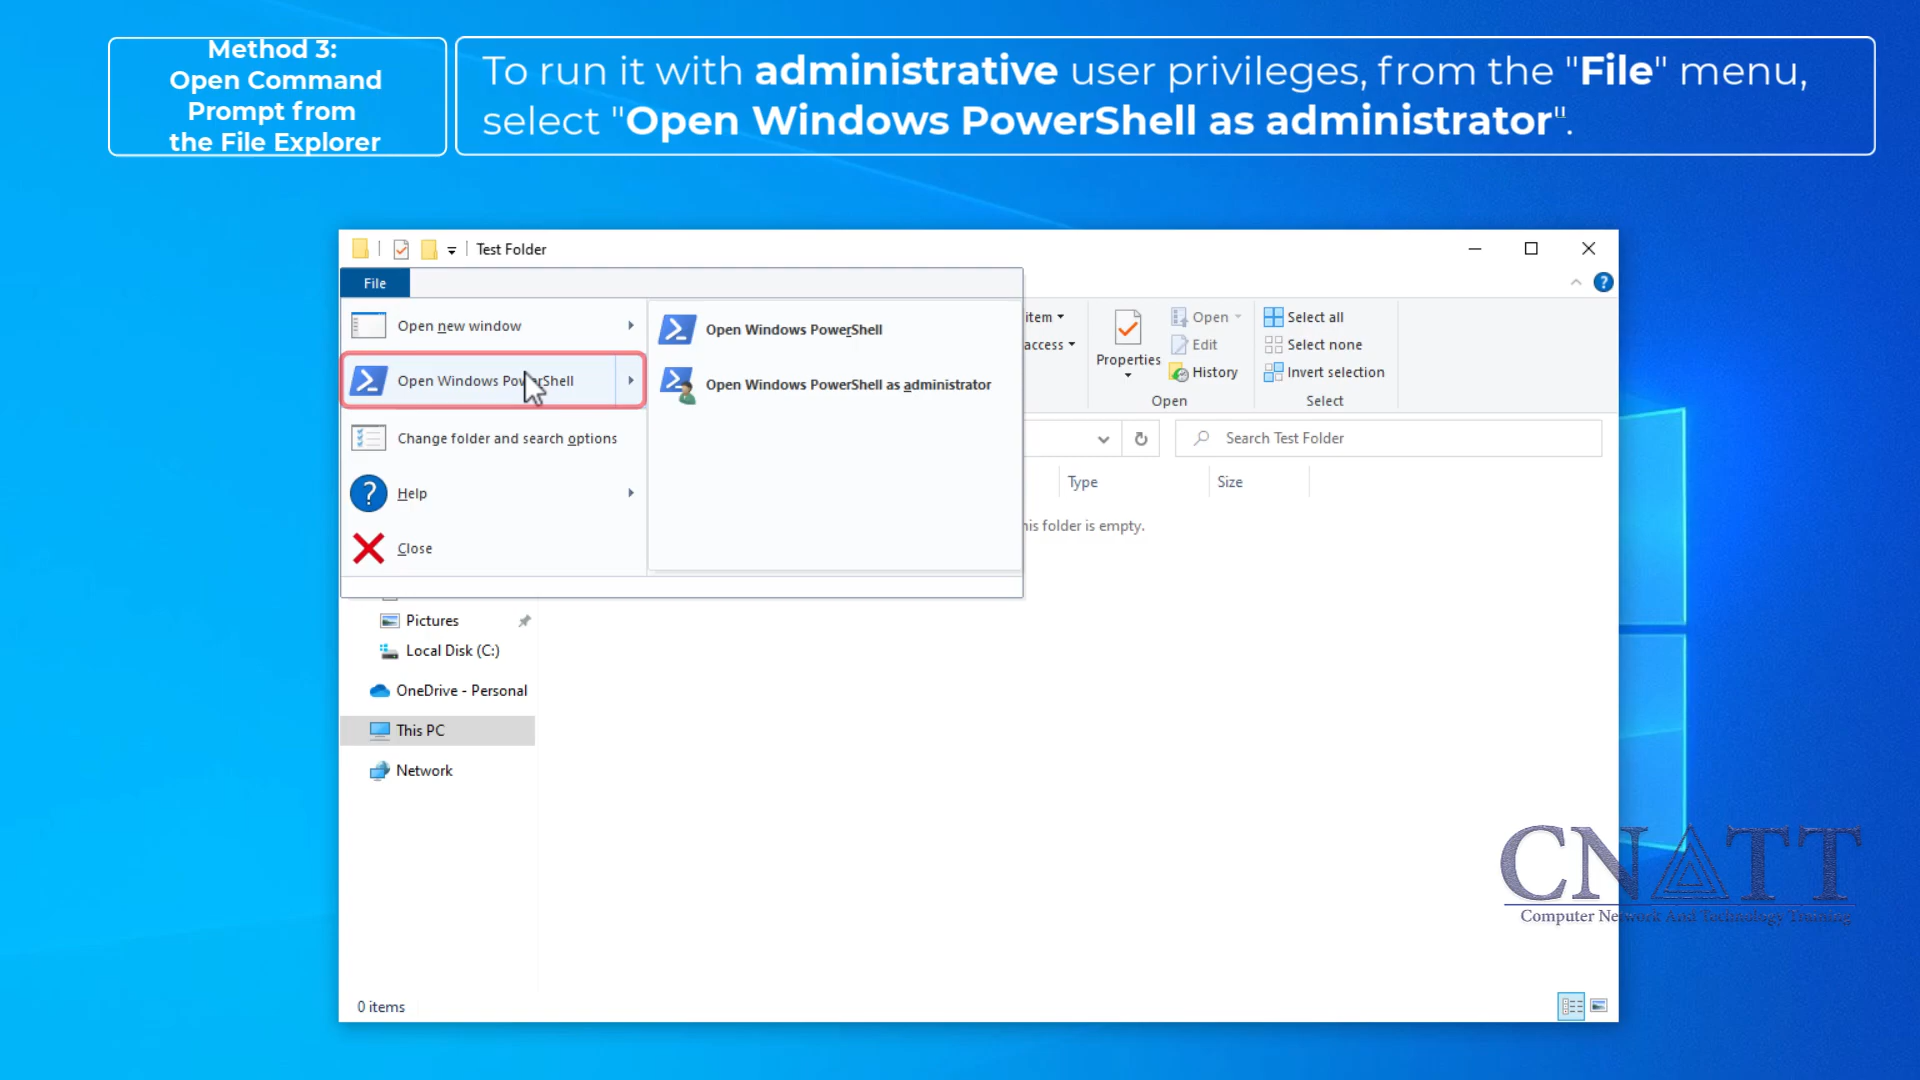 Method 3:
Open Command
Prompt from
the File Explorer
To run it with administrative user privileges, from the "File" menu,
select "Open Windows PowerShell as administrator".
Test Folder
File
Open new window
Open Windows PowerShell
Change folder and search options
Help
Close
Open Windows PowerShell
Open Windows PowerShell as administrator
item
access
Properties
Open
Edit
History
Open
Select all
Select none
Invert selection
Select
Search Test Folder
Type
Size
his folder is empty.
Pictures
Local Disk (C:)
OneDrive - Personal
This PC
Network
0 items
CNATT
Computer Network And Technology Training